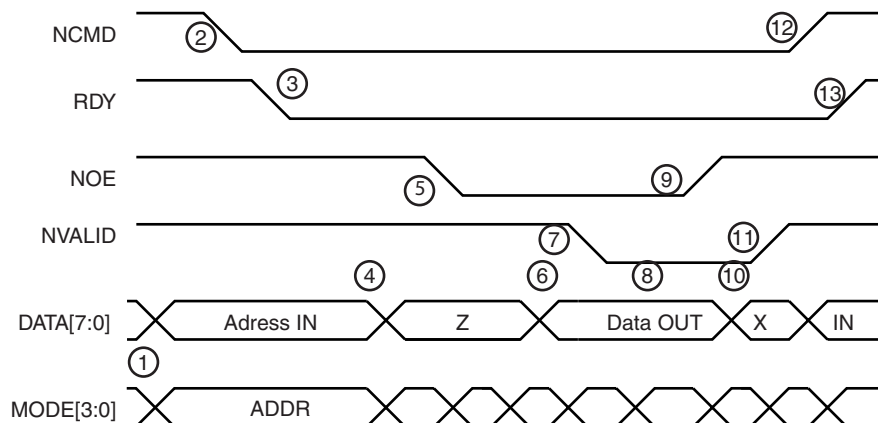 NCMD
2
12
RDY
3
13
NOE
5
9
NVALID
7
11
4
6
8
10
DATA[7:0]
Adress IN
Z
Data OUT
X
IN
1
MODE[3:0]
ADDR